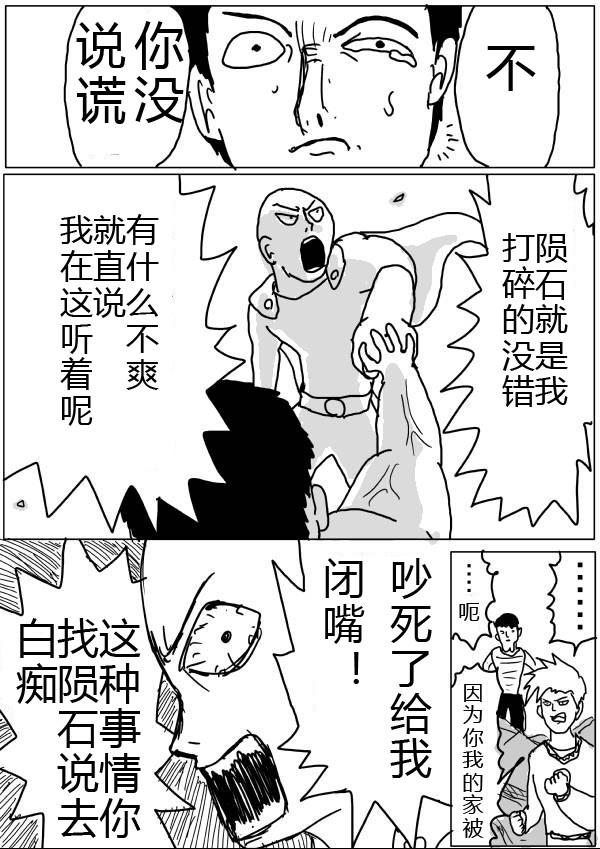 不
你没
说谎
陨石就是我
打碎的没错
有什么不爽
就直说
我在这听着呢
……
……
呃
因为你我的家被
吵死了给我
闭嘴！
这种事情你
找陨石说去
白痴